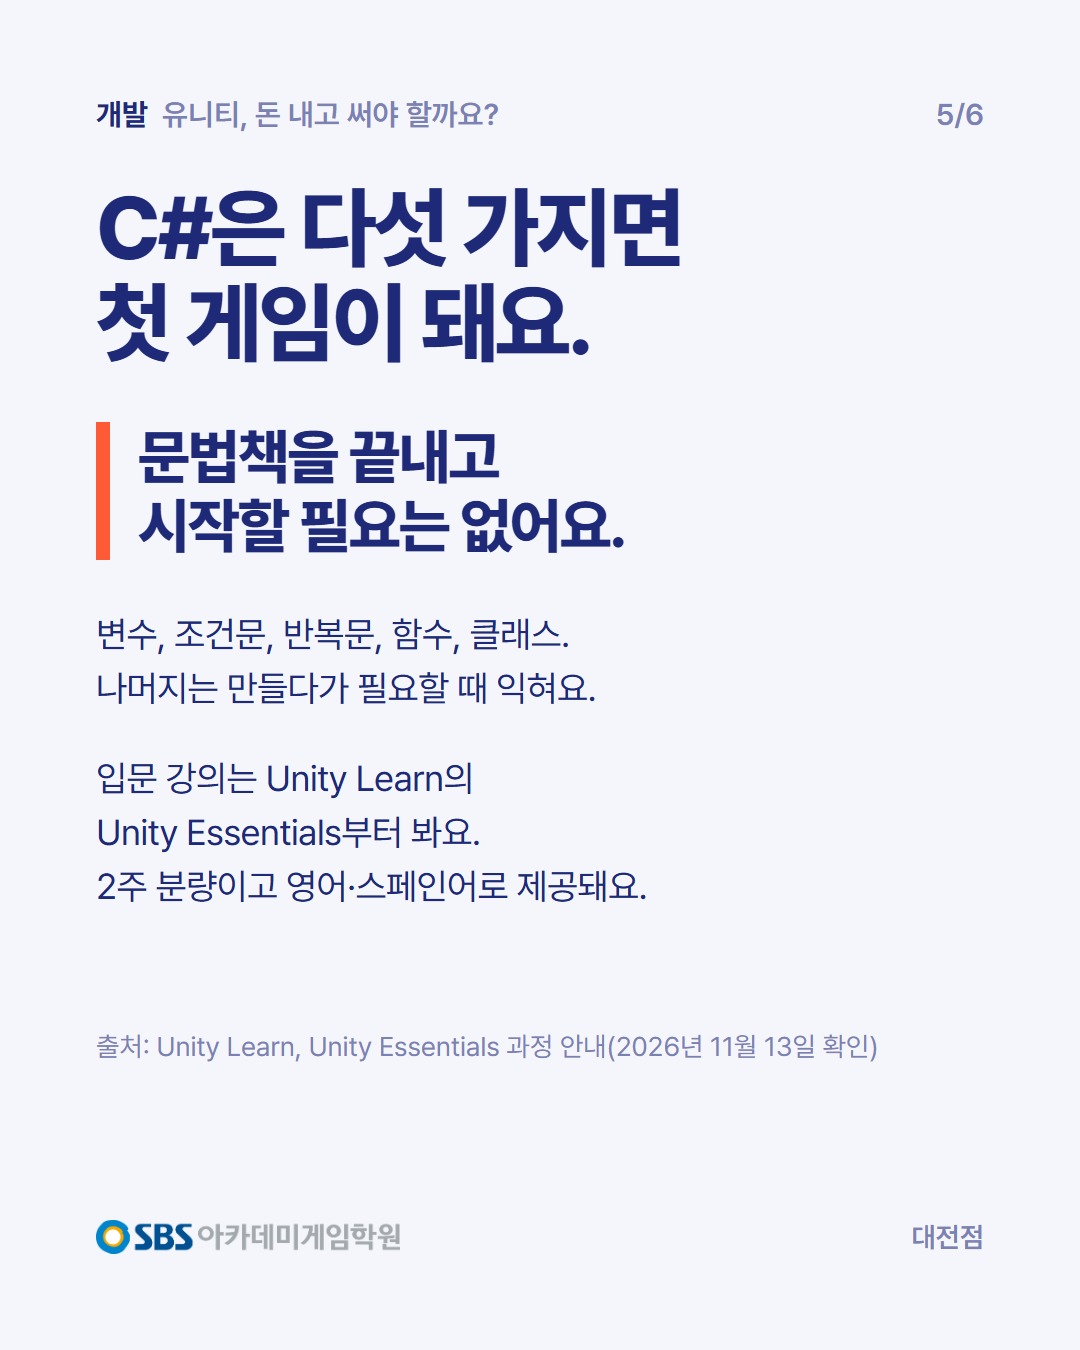 개발 유니티, 돈 내고 써야 할까요?
5/6
C#은 다섯 가지면
첫 게임이 돼요.
문법책을 끝내고
시작할 필요는 없어요.
변수, 조건문, 반복문, 함수, 클래스.
나머지는 만들다가 필요할 때 익혀요.
입문 강의는 Unity Learn의
Unity Essentials부터 봐요.
2주 분량이고 영어·스페인어로 제공돼요.
출처: Unity Learn, Unity Essentials 과정 안내(2026년 11월 13일 확인)
SBS 아카데미게임학원
대전점